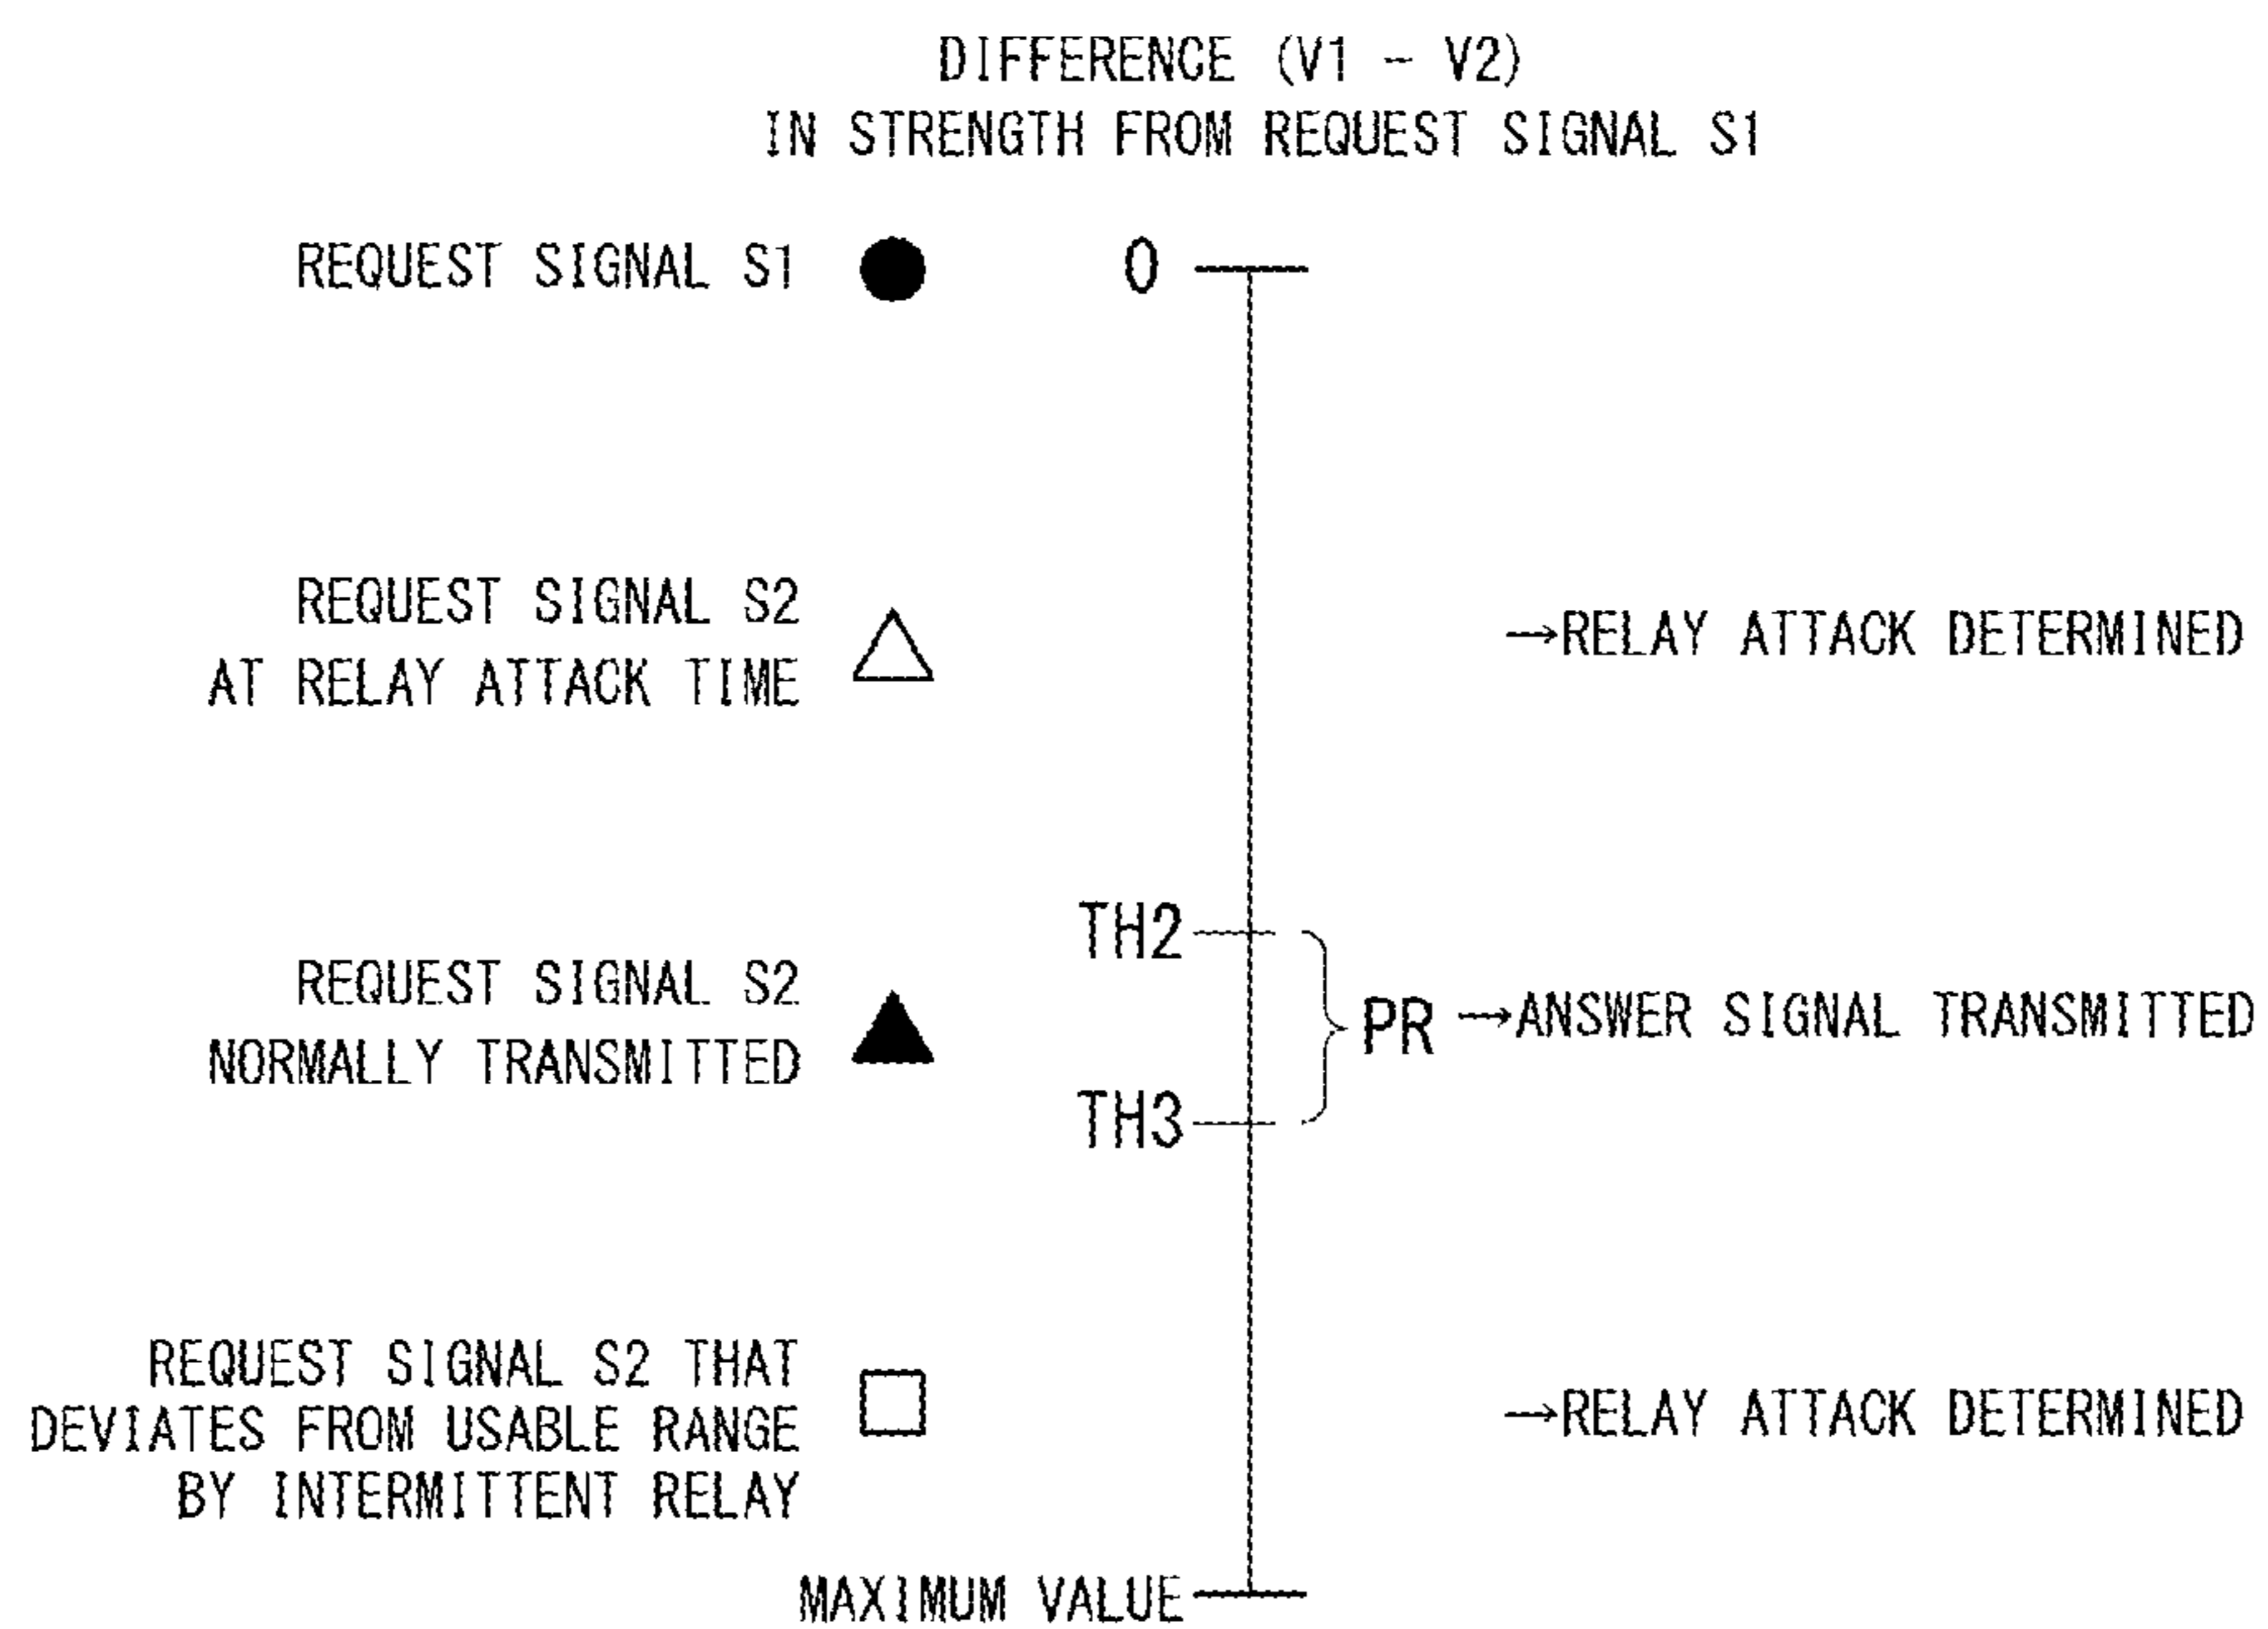 DIFFERENCE (V1 - V2)
IN STRENGTH FROM REQUEST SIGNAL S1
REQUEST SIGNAL S1
0
REQUEST SIGNAL S2
AT RELAY ATTACK TIME
→RELAY ATTACK DETERMINED
TH2
REQUEST SIGNAL S2
NORMALLY TRANSMITTED
PR →ANSWER SIGNAL TRANSMITTED
TH3
REQUEST SIGNAL S2 THAT
DEVIATES FROM USABLE RANGE
BY INTERMITTENT RELAY
→RELAY ATTACK DETERMINED
MAXIMUM VALUE